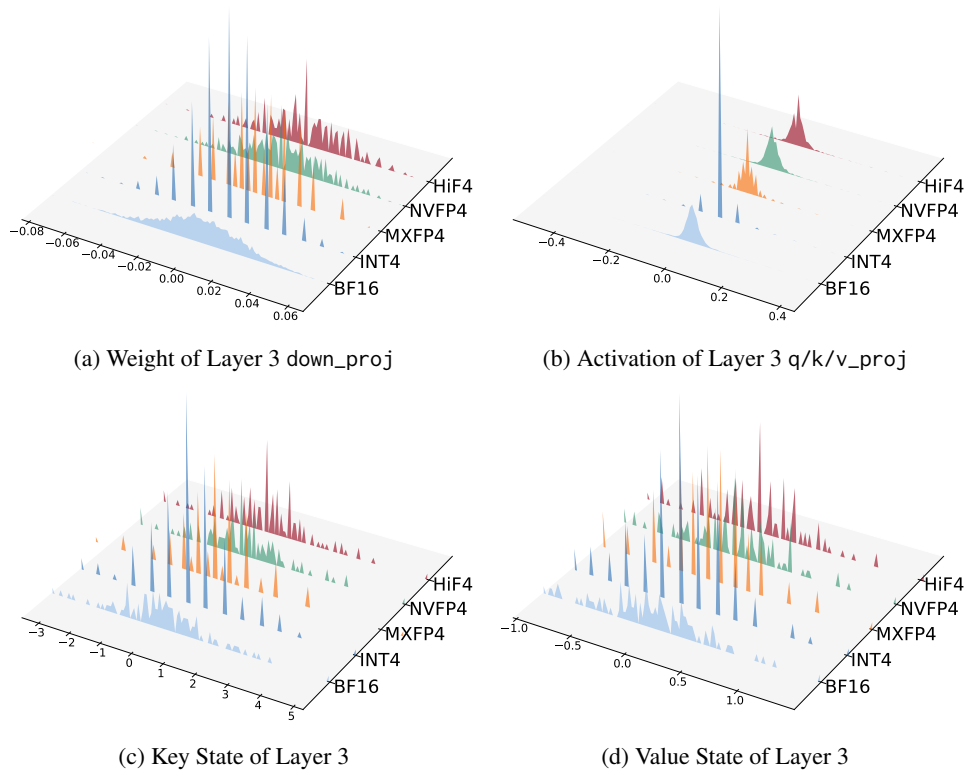 HiF4
NVFP4
MXFP4
INT4
BF16
−0.08
−0.06
−0.04
−0.02
0.00
0.02
0.04
0.06
(a) Weight of Layer 3 down_proj
HiF4
NVFP4
MXFP4
INT4
BF16
−0.4
−0.2
0.0
0.2
0.4
(b) Activation of Layer 3 q/k/v_proj
HiF4
NVFP4
MXFP4
INT4
BF16
−3
−2
−1
0
1
2
3
4
5
(c) Key State of Layer 3
HiF4
NVFP4
MXFP4
INT4
BF16
−1.0
−0.5
0.0
0.5
1.0
(d) Value State of Layer 3